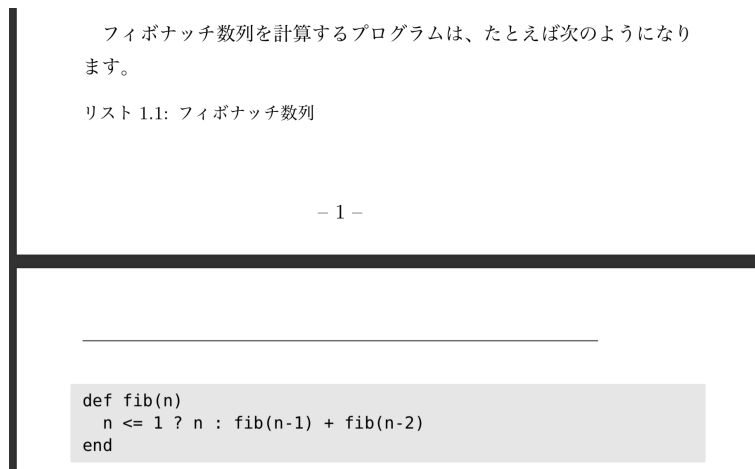 フィボナッチ数列を計算するプログラムは、たとえば次のようになり
ます。
リスト 1.1: フィボナッチ数列
– 1 –
def fib(n)
  n <= 1 ? n : fib(n-1) + fib(n-2)
end